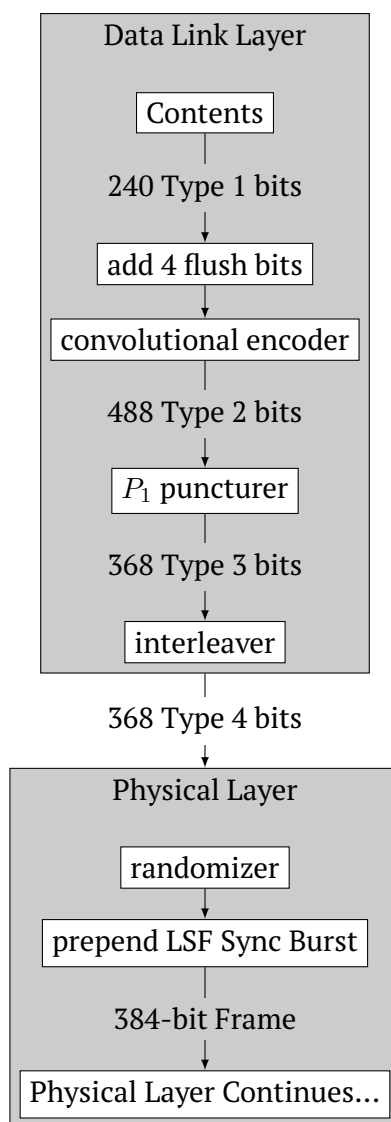 Data Link Layer
Contents
240 Type 1 bits
add 4 flush bits
convolutional encoder
488 Type 2 bits
P₁ puncturer
368 Type 3 bits
interleaver
368 Type 4 bits
Physical Layer
randomizer
prepend LSF Sync Burst
384-bit Frame
Physical Layer Continues...